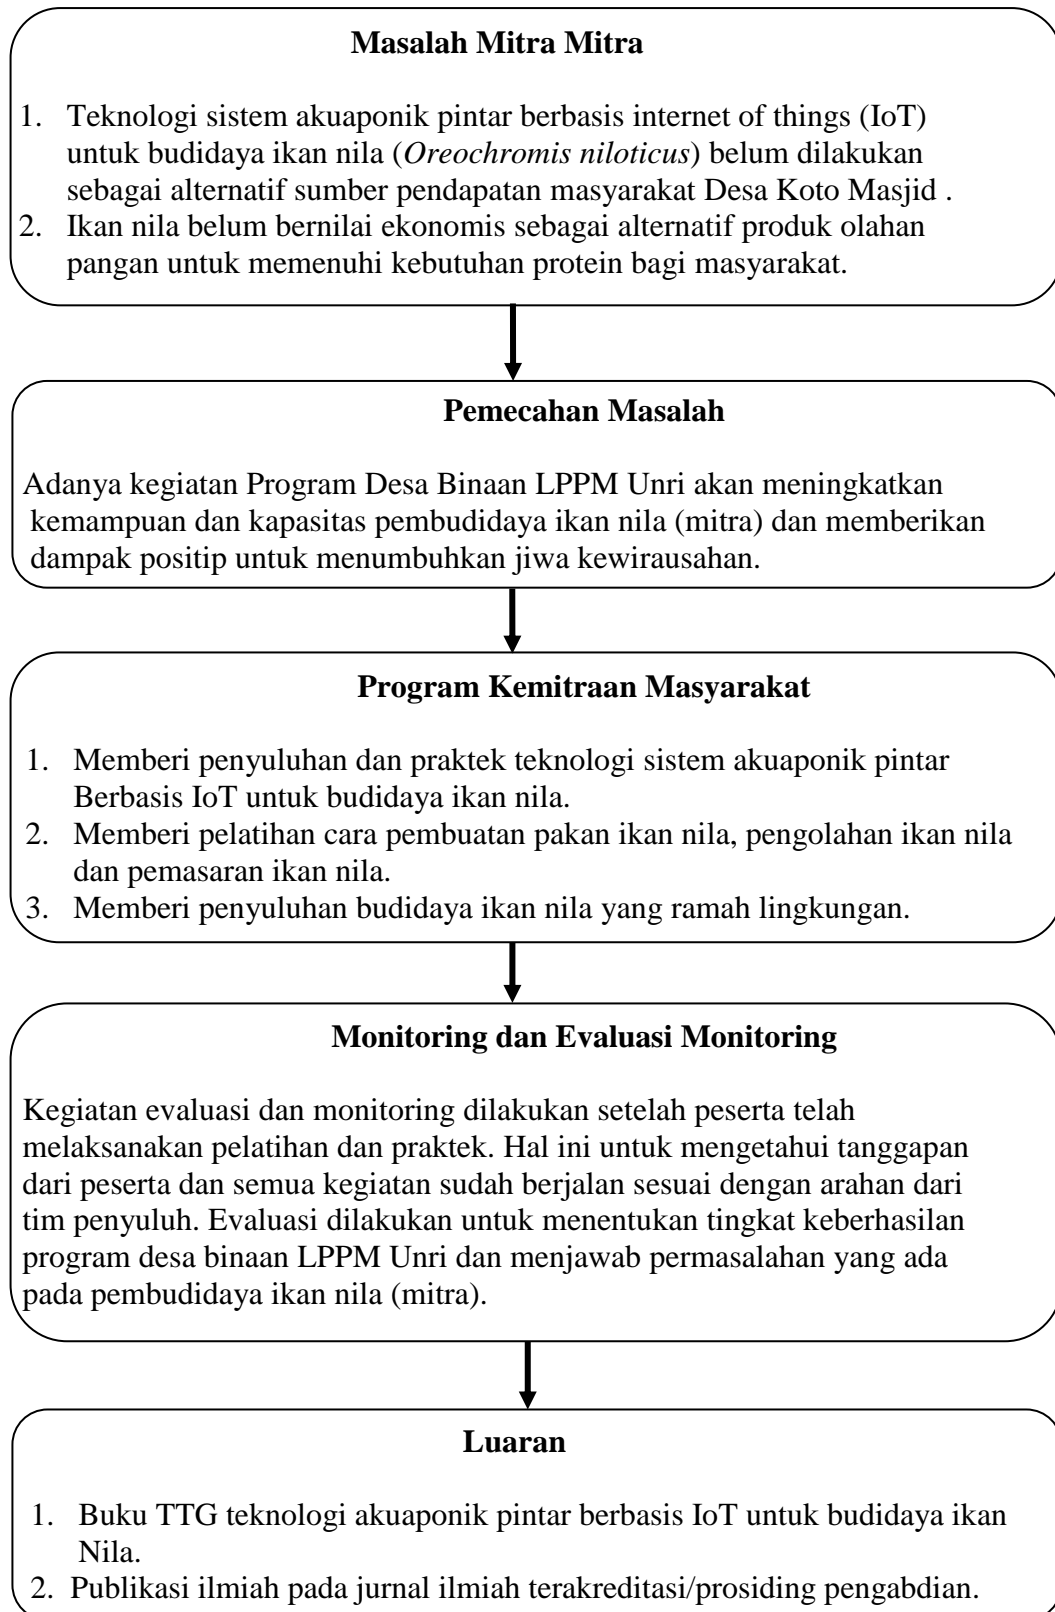 Masalah Mitra Mitra
1. Teknologi sistem akuaponik pintar berbasis internet of things (IoT)
untuk budidaya ikan nila (Oreochromis niloticus) belum dilakukan
sebagai alternatif sumber pendapatan masyarakat Desa Koto Masjid .
2. Ikan nila belum bernilai ekonomis sebagai alternatif produk olahan
pangan untuk memenuhi kebutuhan protein bagi masyarakat.
Pemecahan Masalah
Adanya kegiatan Program Desa Binaan LPPM Unri akan meningkatkan
kemampuan dan kapasitas pembudidaya ikan nila (mitra) dan memberikan
dampak positip untuk menumbuhkan jiwa kewirausahan.
Program Kemitraan Masyarakat
1. Memberi penyuluhan dan praktek teknologi sistem akuaponik pintar
Berbasis IoT untuk budidaya ikan nila.
2. Memberi pelatihan cara pembuatan pakan ikan nila, pengolahan ikan nila
dan pemasaran ikan nila.
3. Memberi penyuluhan budidaya ikan nila yang ramah lingkungan.
Monitoring dan Evaluasi Monitoring
Kegiatan evaluasi dan monitoring dilakukan setelah peserta telah
melaksanakan pelatihan dan praktek. Hal ini untuk mengetahui tanggapan
dari peserta dan semua kegiatan sudah berjalan sesuai dengan arahan dari
tim penyuluh. Evaluasi dilakukan untuk menentukan tingkat keberhasilan
program desa binaan LPPM Unri dan menjawab permasalahan yang ada
pada pembudidaya ikan nila (mitra).
Luaran
1. Buku TTG teknologi akuaponik pintar berbasis IoT untuk budidaya ikan
Nila.
2. Publikasi ilmiah pada jurnal ilmiah terakreditasi/prosiding pengabdian.